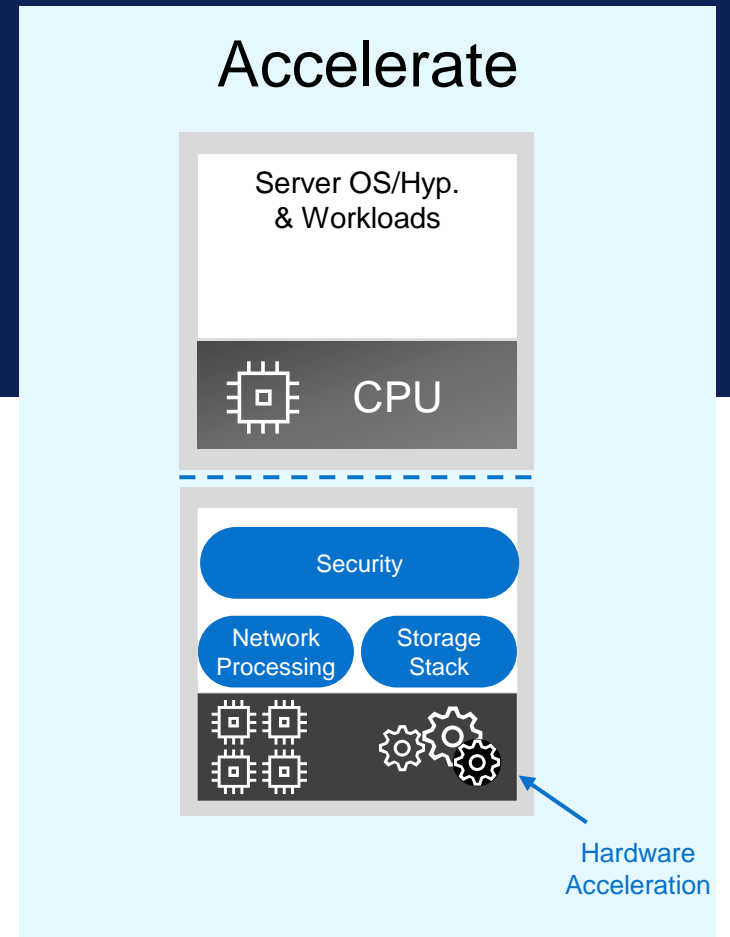 Accelerate
Server OS/Hyp.
& Workloads
CPU
Security
Network
Processing
Storage
Stack
Hardware
Acceleration